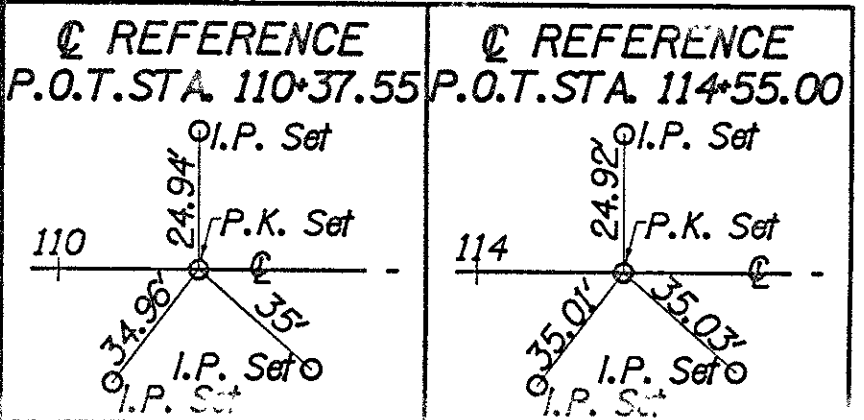 ℄ REFERENCE
P.O.T. STA. 110+37.55
I.P. Set
24.94'
P.K. Set
110
℄
34.96'
35'
I.P. Set
I.P. Set
℄ REFERENCE
P.O.T. STA. 114+55.00
I.P. Set
24.92'
P.K. Set
114
℄
35.01'
35.03'
I.P. Set
I.P. Set